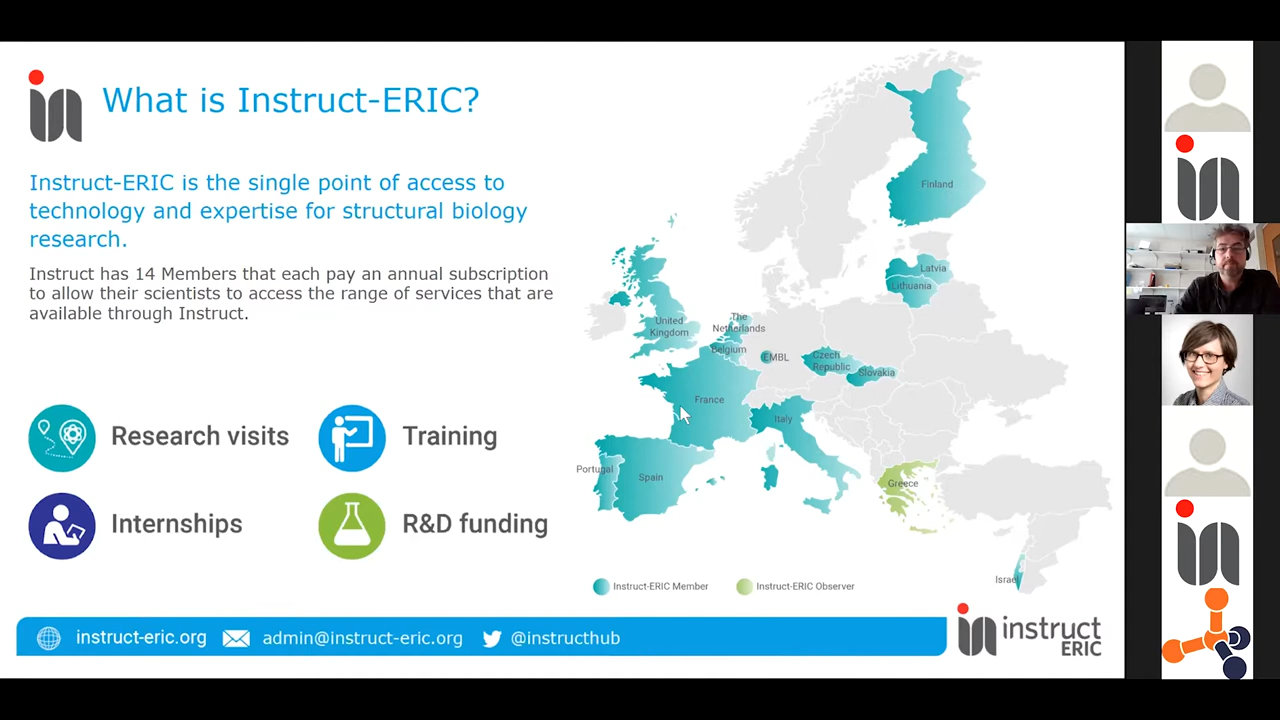 What is Instruct-ERIC?
Instruct-ERIC is the single point of access to
technology and expertise for structural biology
research.
Instruct has 14 Members that each pay an annual subscription
to allow their scientists to access the range of services that are
available through Instruct.
Research visits
Training
Internships
R&D funding
Finland
Latvia
Lithuania
United
Kingdom
The
Netherlands
Belgium
EMBL
Czech
Republic
Slovakia
France
Italy
Portugal
Spain
Greece
Israel
Instruct-ERIC Member
Instruct-ERIC Observer
instruct-eric.org
admin@instruct-eric.org
@instructhub
instruct
ERIC